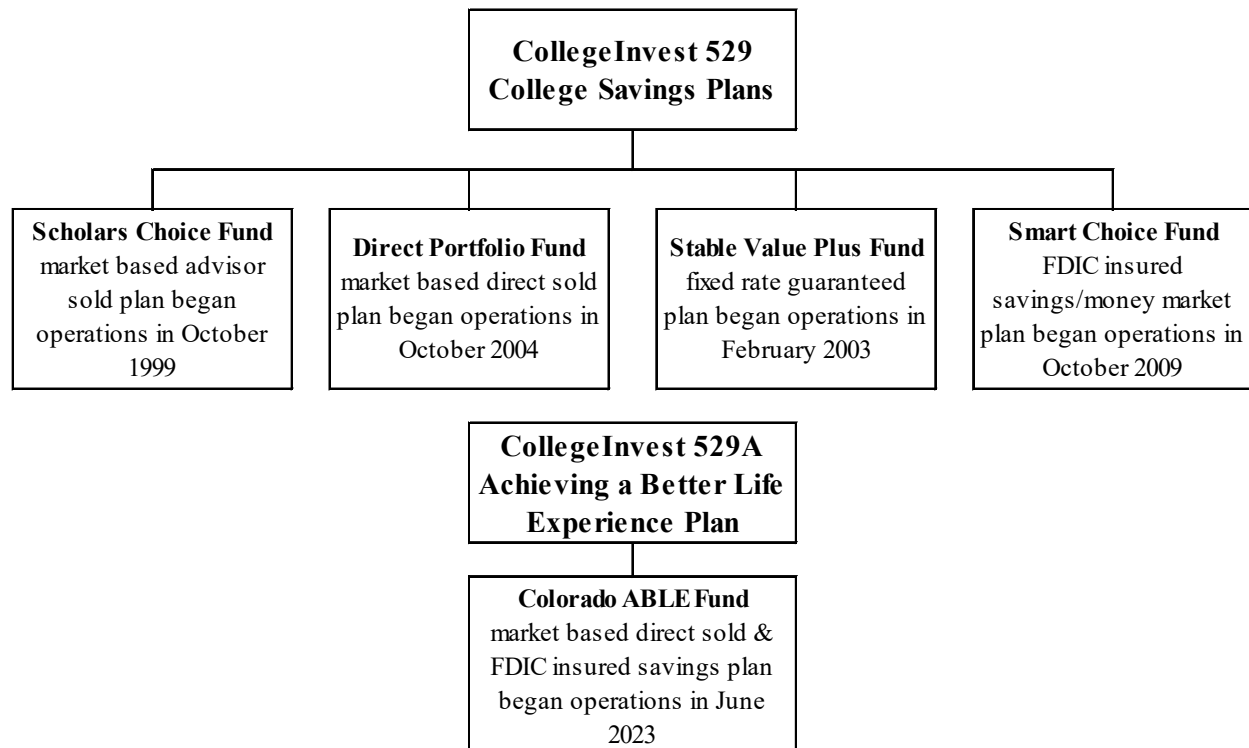 CollegeInvest 529
College Savings Plans
Scholars Choice Fund
market based advisor
sold plan began
operations in October
1999
Direct Portfolio Fund
market based direct sold
plan began operations in
October 2004
Stable Value Plus Fund
fixed rate guaranteed
plan began operations in
February 2003
Smart Choice Fund
FDIC insured
savings/money market
plan began operations in
October 2009
CollegeInvest 529A
Achieving a Better Life
Experience Plan
Colorado ABLE Fund
market based direct sold &
FDIC insured savings plan
began operations in June
2023